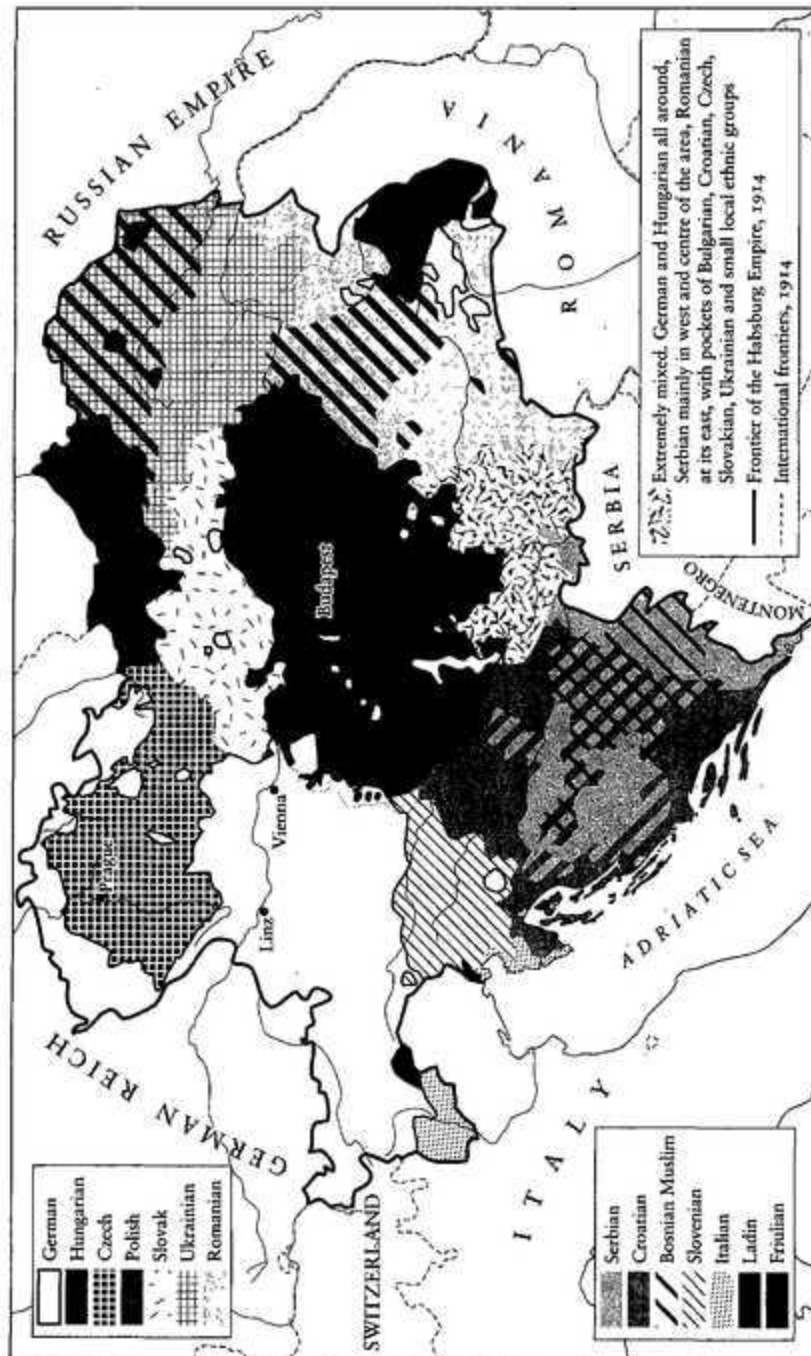 German
Hungarian
Czech
Polish
Slovak
Ukrainian
Romanian
RUSSIAN EMPIRE
GERMAN REICH
Prague
Linz
Vienna
Budapest
ROMANIA
SWITZERLAND
ITALY
ADRIATIC SEA
SERBIA
MONTENEGRO
Serbian
Croatian
Bosnian Muslim
Slovenian
Italian
Ladin
Friulian
Extremely mixed. German and Hungarian all around,
Serbian mainly in west and centre of the area, Romanian
at its east, with pockets of Bulgarian, Croatian, Czech,
Slovakian, Ukrainian and small local ethnic groups
Frontier of the Habsburg Empire, 1914
International frontiers, 1914